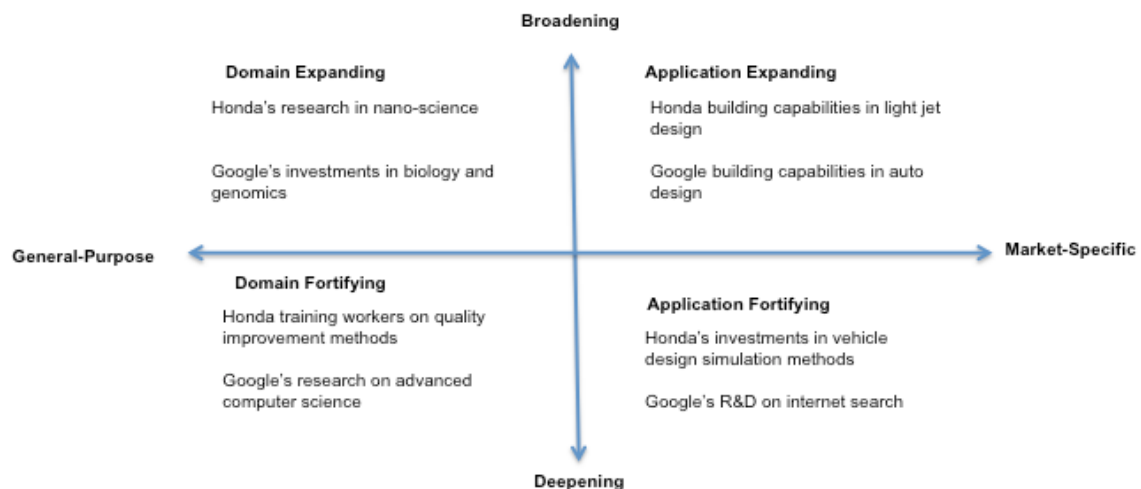 Broadening
Domain Expanding
Honda's research in nano-science
Google's investments in biology and
genomics
Application Expanding
Honda building capabilities in light jet
design
Google building capabilities in auto
design
General-Purpose
Market-Specific
Domain Fortifying
Honda training workers on quality
improvement methods
Google's research on advanced
computer science
Application Fortifying
Honda's investments in vehicle
design simulation methods
Google's R&D on internet search
Deepening